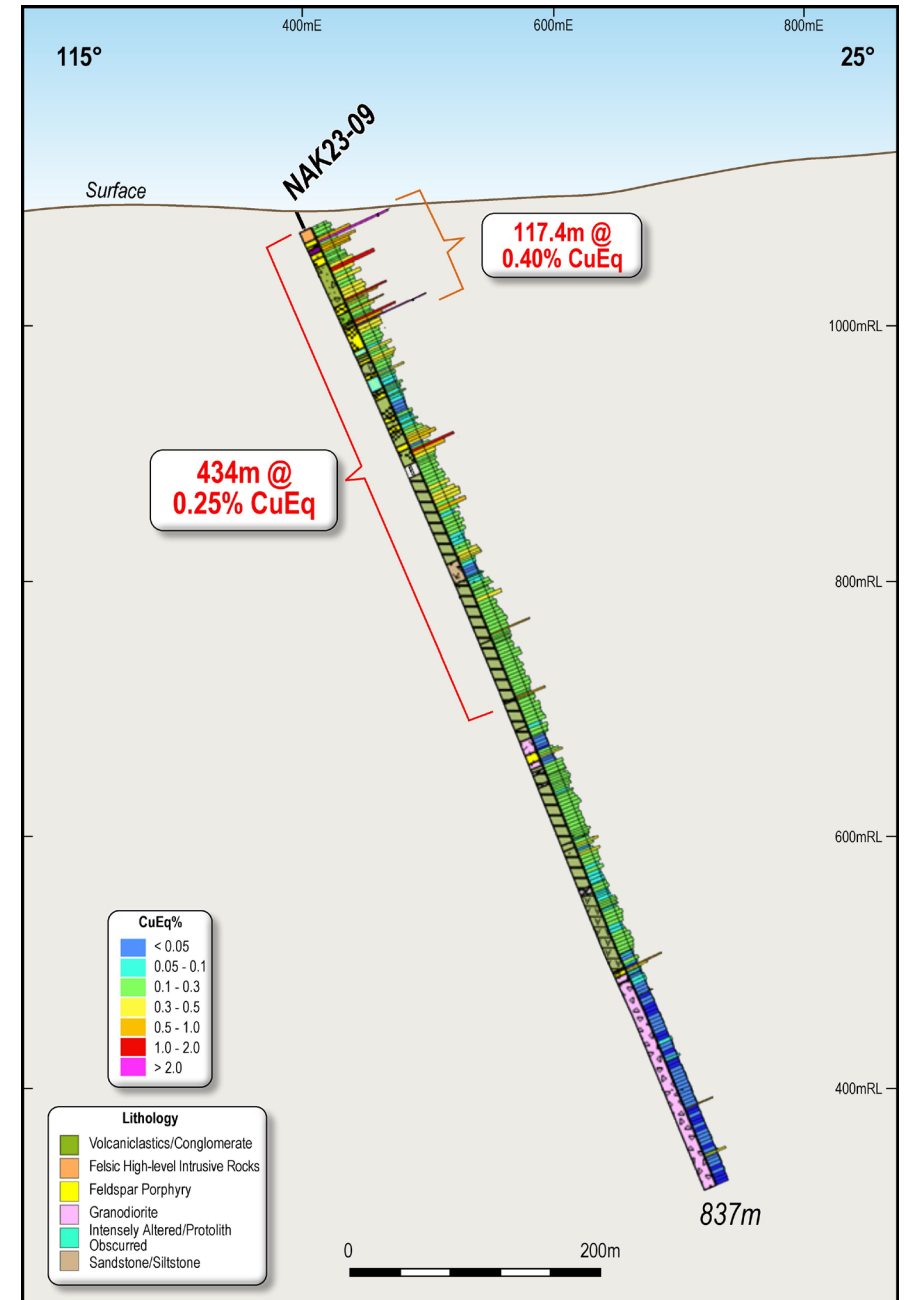 400mE
600mE
800mE
115°
25°
NAK23-09
Surface
117.4m @
0.40% CuEq
1000mRL
434m @
0.25% CuEq
800mRL
600mRL
CuEq%
< 0.05
0.05 - 0.1
0.1 - 0.3
0.3 - 0.5
0.5 - 1.0
1.0 - 2.0
> 2.0
400mRL
Lithology
Volcaniclastics/Conglomerate
Felsic High-level Intrusive Rocks
Feldspar Porphyry
Granodiorite
Intensely Altered/Protolith
Obscurred
Sandstone/Siltstone
837m
0
200m